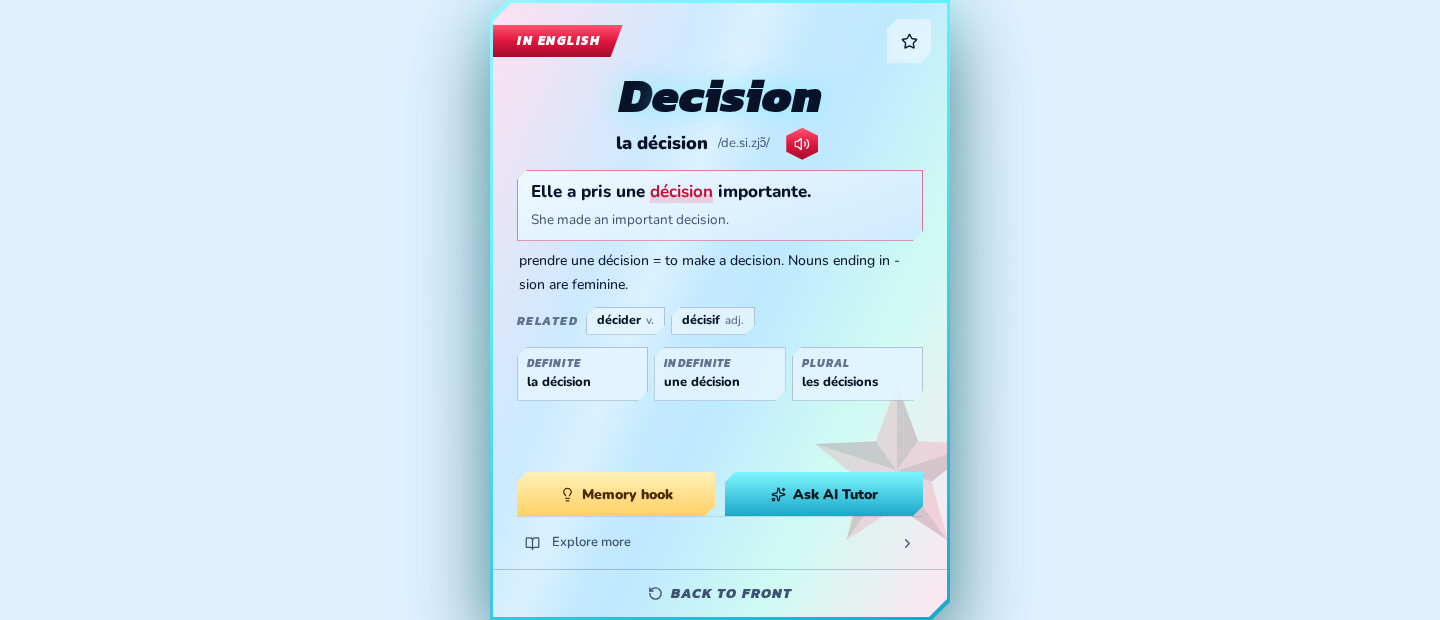 IN ENGLISH
Decision
la décision /de.si.zjɔ̃/
Elle a pris une décision importante.
She made an important decision.
prendre une décision = to make a decision. Nouns ending in -
sion are feminine.
RELATED décider v. décisif adj.
DEFINITE INDEFINITE PLURAL
la décision une décision les décisions
Memory hook Ask AI Tutor
Explore more
BACK TO FRONT